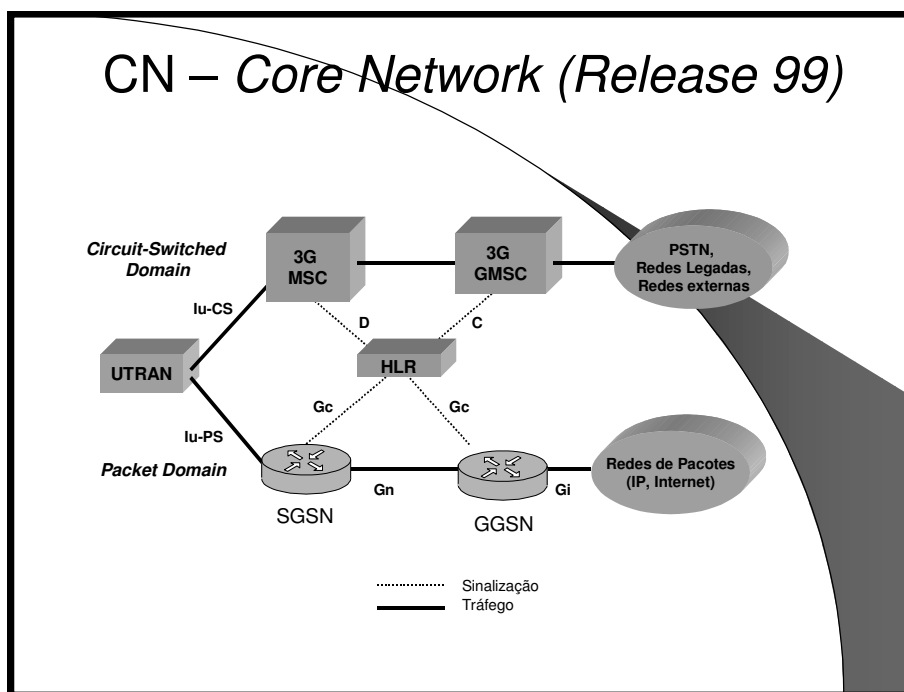 CN – Core Network (Release 99)
Circuit-Switched
Domain
3G
MSC
3G
GMSC
PSTN,
Redes Legadas,
Redes externas
Iu-CS
D
C
UTRAN
HLR
Gc
Gc
Iu-PS
Packet Domain
Gn
Gi
Redes de Pacotes
(IP, Internet)
SGSN
GGSN
Sinalização
Tráfego